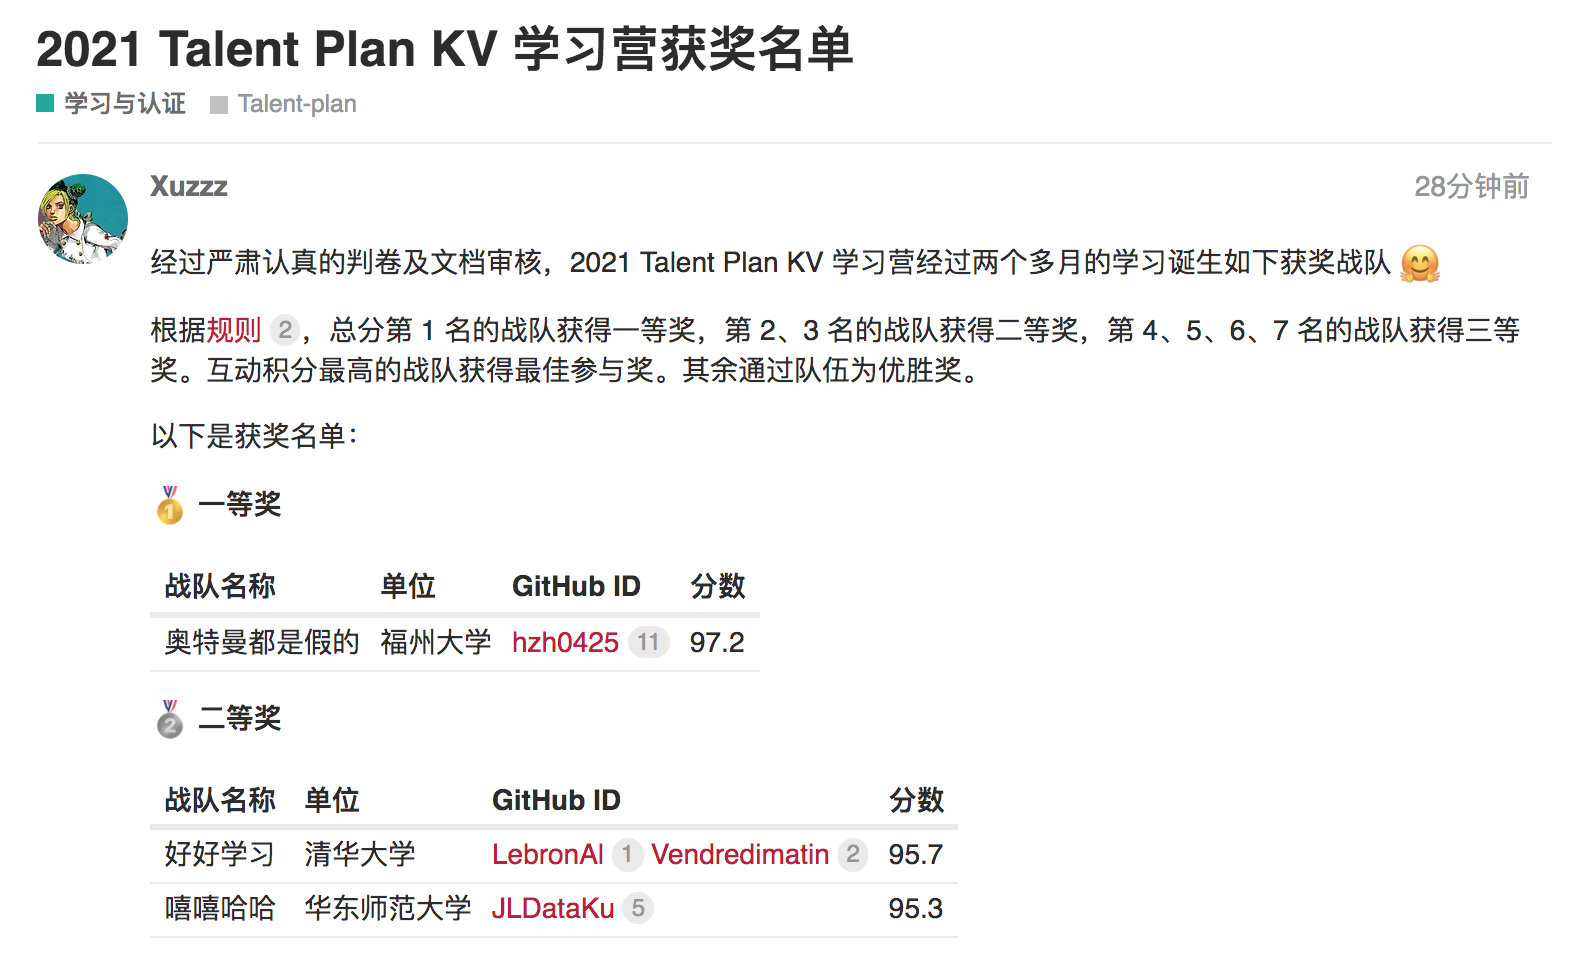 2021 Talent Plan KV 学习营获奖名单
学习与认证 Talent-plan
Xuzzz 28分钟前
经过严肃认真的判卷及文档审核，2021 Talent Plan KV 学习营经过两个多月的学习诞生如下获奖战队 🤗
根据规则 2，总分第 1 名的战队获得一等奖，第 2、3 名的战队获得二等奖，第 4、5、6、7 名的战队获得三等
奖。互动积分最高的战队获得最佳参与奖。其余通过队伍为优胜奖。
以下是获奖名单：
🥇 一等奖
战队名称 单位 GitHub ID 分数
奥特曼都是假的 福州大学 hzh0425 11 97.2
🥈 二等奖
战队名称 单位 GitHub ID 分数
好好学习 清华大学 LebronAl 1 Vendredimatin 2 95.7
嘻嘻哈哈 华东师范大学 JLDataKu 5 95.3